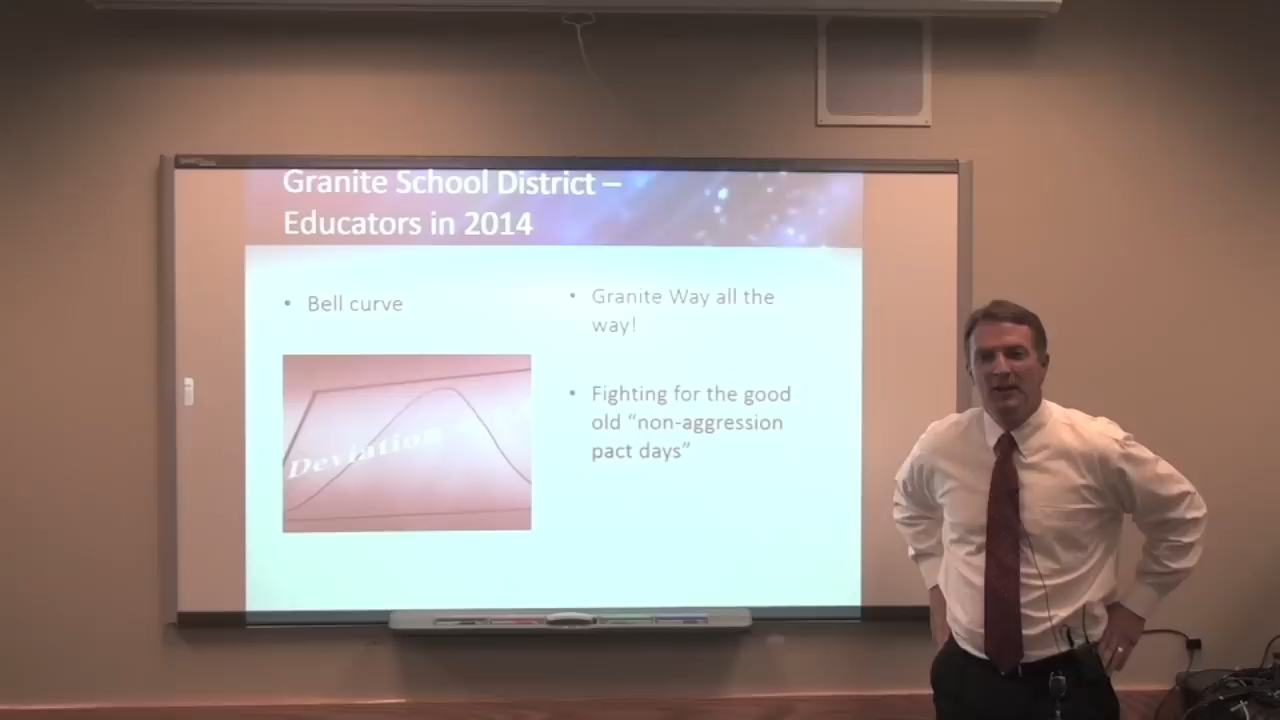 Granite School District –
Educators in 2014
• Bell curve
Deviation
• Granite Way all the
way!
• Fighting for the good
old “non-aggression
pact days”